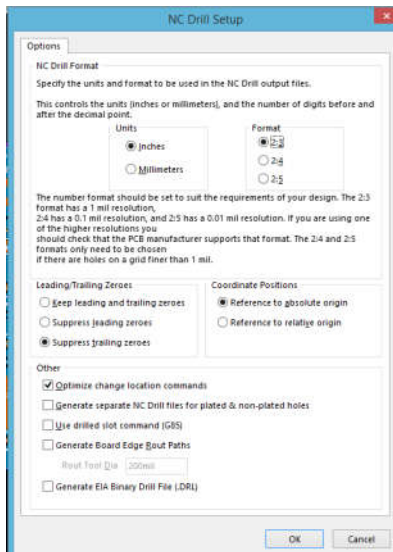 NC Drill Setup
Options
NC Drill Format
Specify the units and format to be used in the NC Drill output files.
This controls the units (inches or millimeters), and the number of digits before and
after the decimal point.
Units
Format
Inches
2:3
Millimeters
2:4
2:5
The number format should be set to suit the requirements of your design. The 2:3
format has a 1 mil resolution,
2:4 has a 0.1 mil resolution, and 2:5 has a 0.01 mil resolution. If you are using one
of the higher resolutions you
should check that the PCB manufacturer supports that format. The 2:4 and 2:5
formats only need to be chosen
if there are holes on a grid finer than 1 mil.
Leading/Trailing Zeroes
Coordinate Positions
Keep leading and trailing zeroes
Reference to absolute origin
Suppress leading zeroes
Reference to relative origin
Suppress trailing zeroes
Other
Optimize change location commands
Generate separate NC Drill files for plated & non-plated holes
Use drilled slot command (G85)
Generate Board Edge Rout Paths
Rout Tool Dia 200mil
Generate EIA Binary Drill File (.DRL)
OK
Cancel